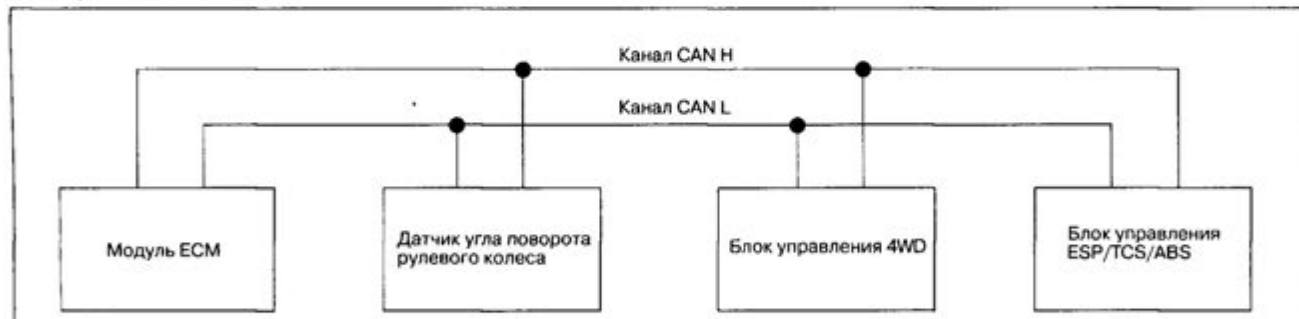 Канал CAN H
Канал CAN L
Модуль ECM
Датчик угла поворота
рулевого колеса
Блок управления 4WD
Блок управления
ESP/TCS/ABS